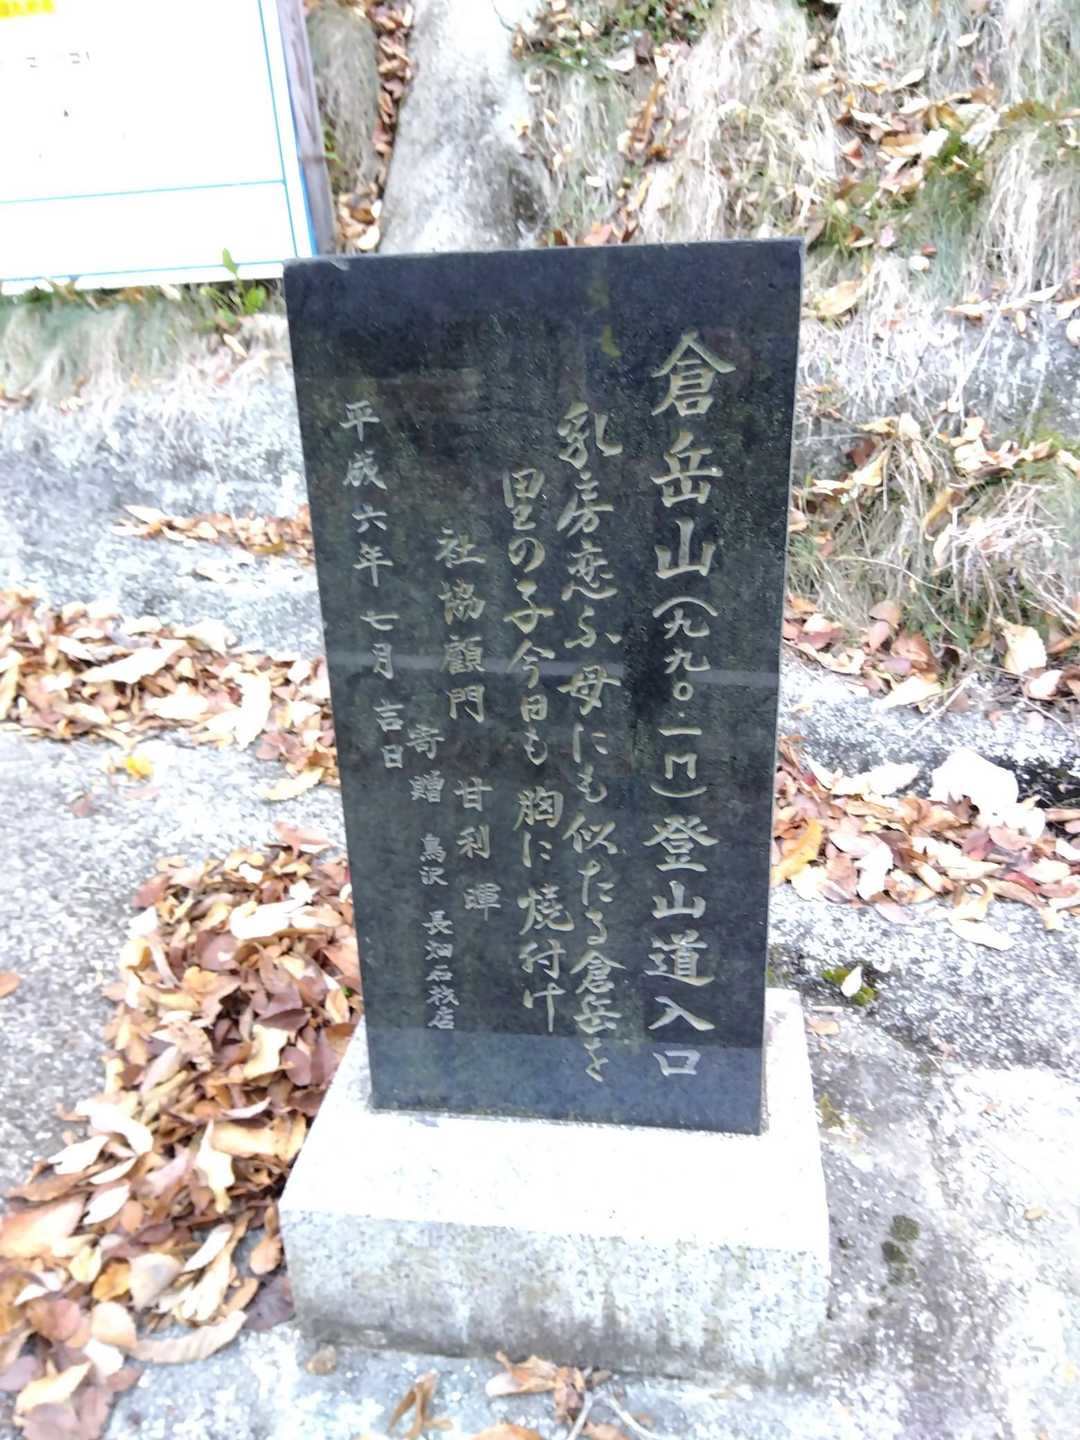 倉岳山(九九〇.一M)登山道入口
乳房恋ふ母にも似たる倉岳を
里の子今日も胸に焼付け
社協顧門 甘利 暉
寄贈 鳥沢 長畑石材店
平成六年七月吉日